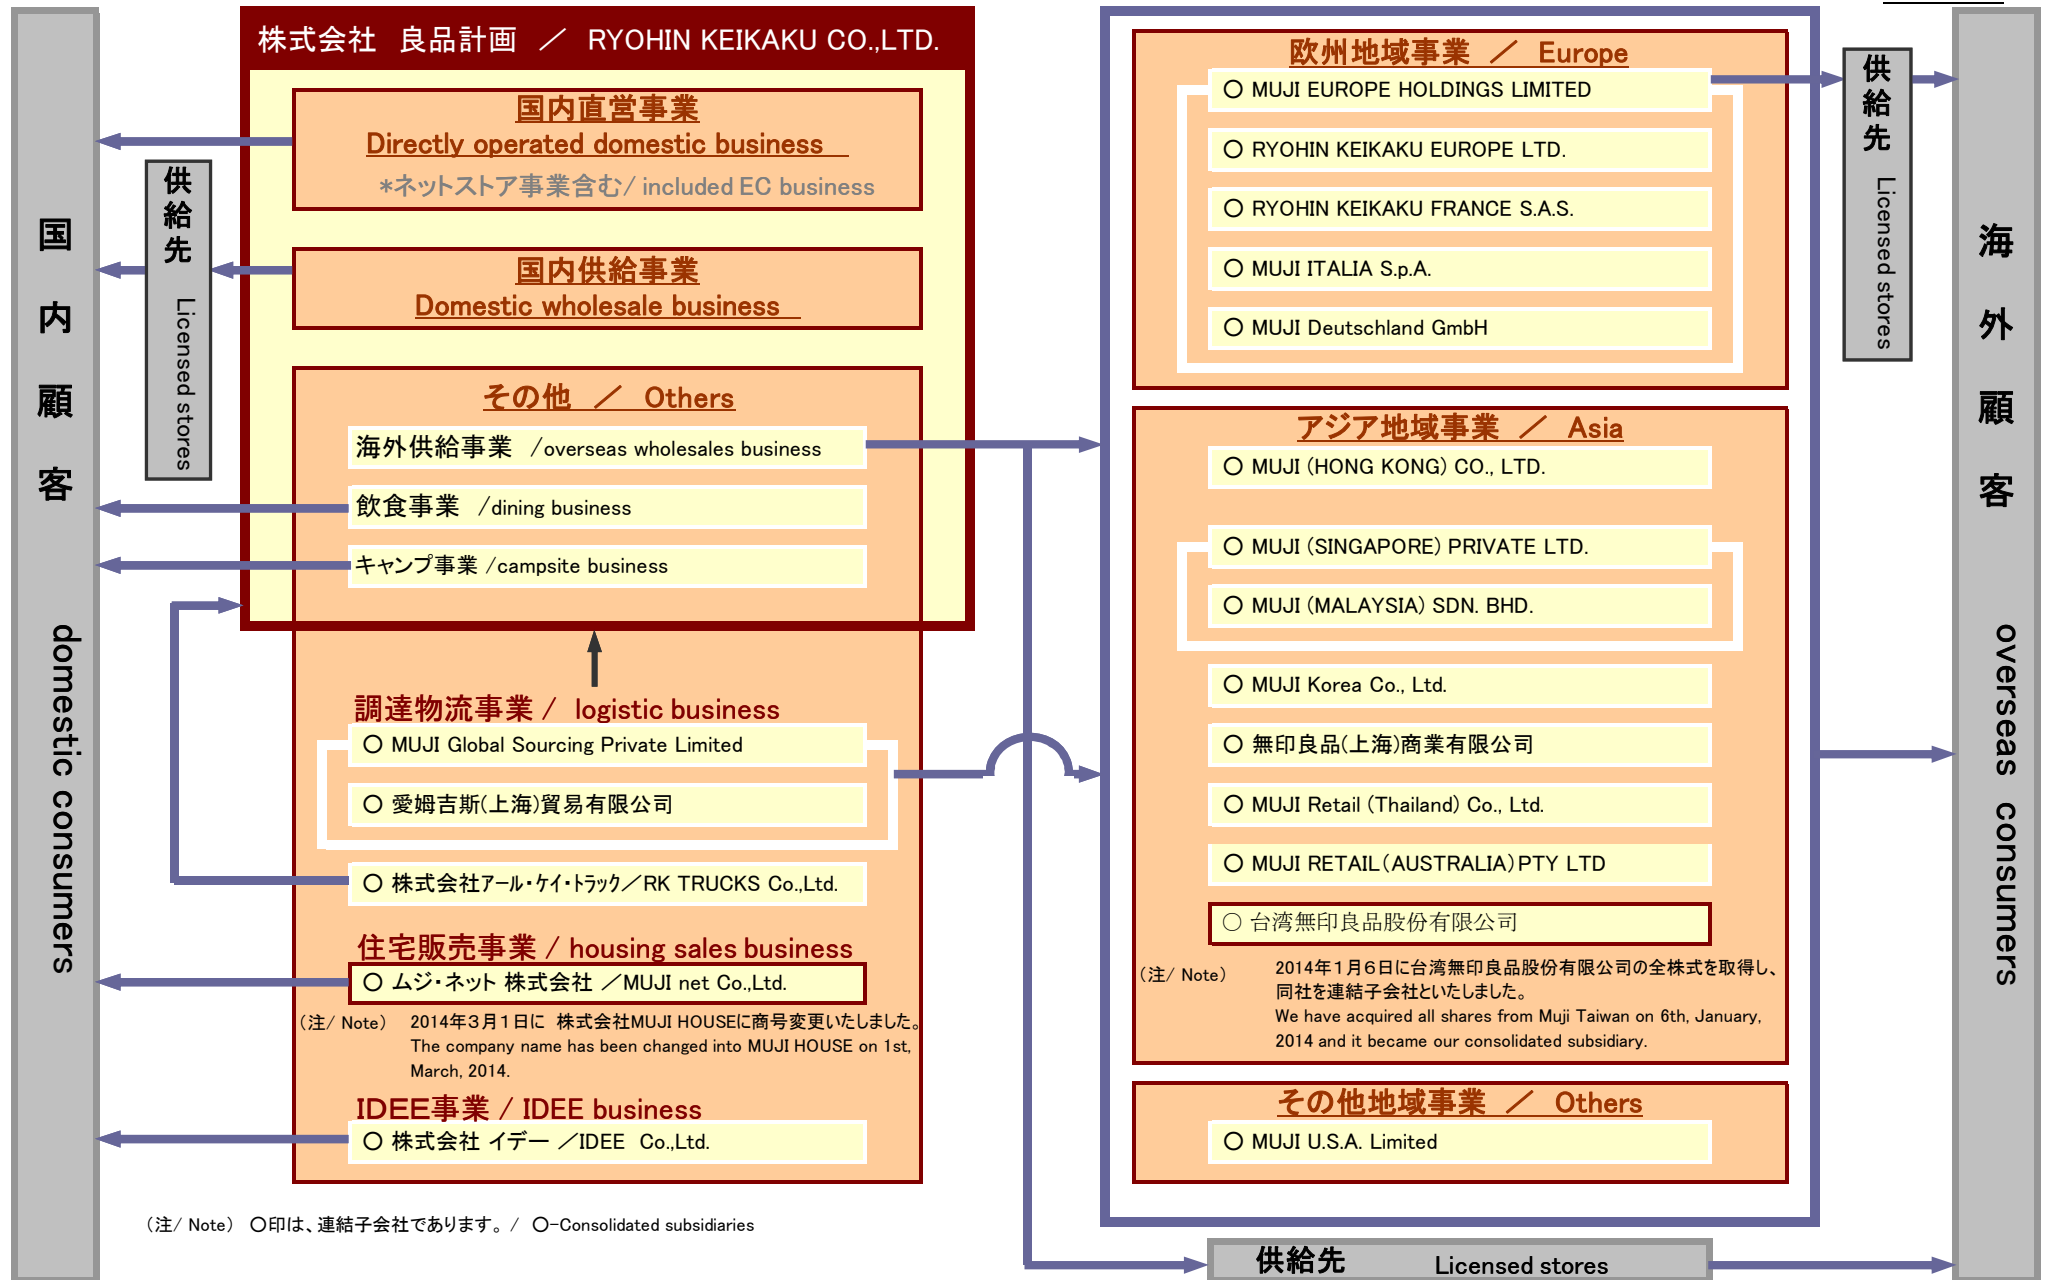 国内顧客 domestic consumers
供給先 Licensed stores
株式会社 良品計画 ／ RYOHIN KEIKAKU CO.,LTD.
国内直営事業
Directly operated domestic business
*ネットストア事業含む/ included EC business
国内供給事業
Domestic wholesale business
その他 ／ Others
海外供給事業 /overseas wholesales business
飲食事業 /dining business
キャンプ事業 /campsite business
調達物流事業 / logistic business
○ MUJI Global Sourcing Private Limited
○ 愛姆吉斯(上海)貿易有限公司
○ 株式会社ｱｰﾙ・ｹｲ・ﾄﾗｯｸ／RK TRUCKS Co.,Ltd.
住宅販売事業 / housing sales business
○ ムジ・ネット 株式会社 ／MUJI net Co.,Ltd.
（注/ Note） 2014年３月１日に 株式会社MUJI HOUSEに商号変更いたしました。
The company name has been changed into MUJI HOUSE on 1st,
March, 2014.
IDEE事業 / IDEE business
○ 株式会社 イデー ／IDEE Co.,Ltd.
（注/ Note） ○印は、連結子会社であります。 / ○-Consolidated subsidiaries
欧州地域事業 ／ Europe
○ MUJI EUROPE HOLDINGS LIMITED
○ RYOHIN KEIKAKU EUROPE LTD.
○ RYOHIN KEIKAKU FRANCE S.A.S.
○ MUJI ITALIA S.p.A.
○ MUJI Deutschland GmbH
アジア地域事業 ／ Asia
○ MUJI (HONG KONG) CO., LTD.
○ MUJI (SINGAPORE) PRIVATE LTD.
○ MUJI (MALAYSIA) SDN. BHD.
○ MUJI Korea Co., Ltd.
○ 無印良品(上海)商業有限公司
○ MUJI Retail (Thailand) Co., Ltd.
○ MUJI RETAIL（AUSTRALIA）PTY LTD
○ 台湾無印良品股份有限公司
（注/ Note） 2014年１月６日に台湾無印良品股份有限公司の全株式を取得し、
同社を連結子会社といたしました。
We have acquired all shares from Muji Taiwan on 6th, January,
2014 and it became our consolidated subsidiary.
その他地域事業 ／ Others
○ MUJI U.S.A. Limited
供給先 Licensed stores
供給先 Licensed stores
海外顧客 overseas consumers